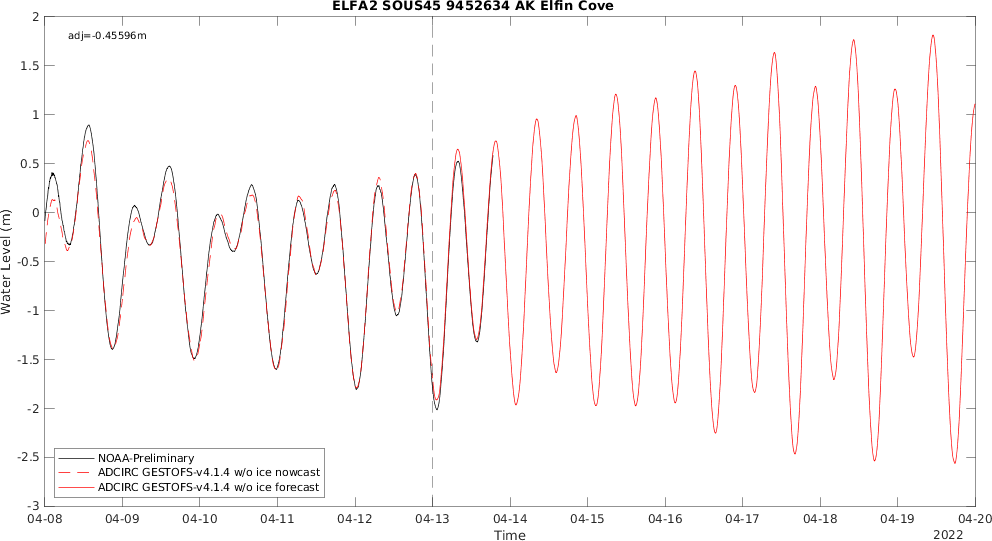 ELFA2 SOUS45 9452634 AK Elfin Cove
adj=-0.45596m
Water Level (m)
2
1.5
1
0.5
0
-0.5
-1
-1.5
-2
-2.5
-3
NOAA-Preliminary
ADCIRC GESTOFS-v4.1.4 w/o ice nowcast
ADCIRC GESTOFS-v4.1.4 w/o ice forecast
04-08 04-09 04-10 04-11 04-12 04-13 04-14 04-15 04-16 04-17 04-18 04-19 04-20
Time
2022